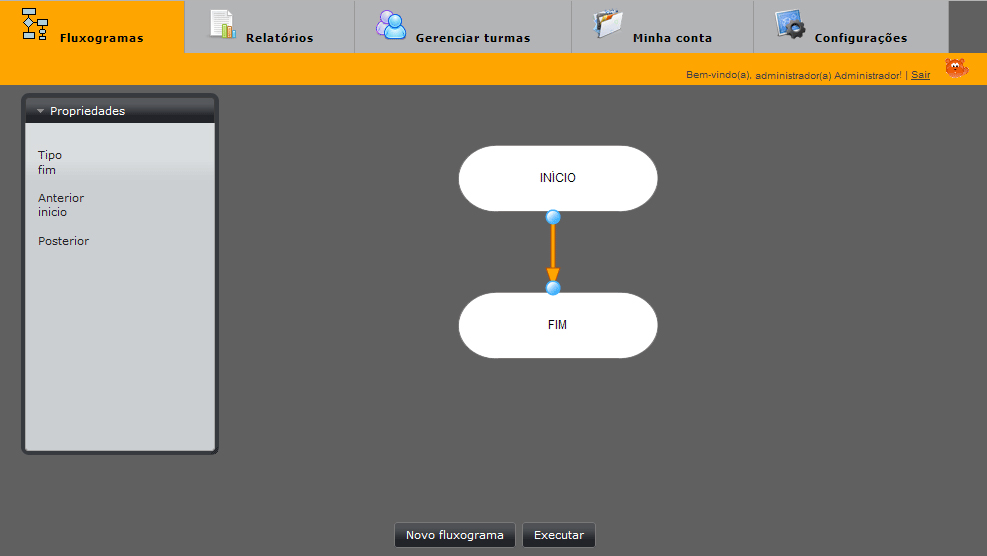 Fluxogramas
Relatórios
Gerenciar turmas
Minha conta
Configurações
Bem-vindo(a), administrador(a) Administrador! | Sair
Propriedades
Tipo
fim
Anterior
inicio
Posterior
INÍCIO
FIM
Novo fluxograma
Executar